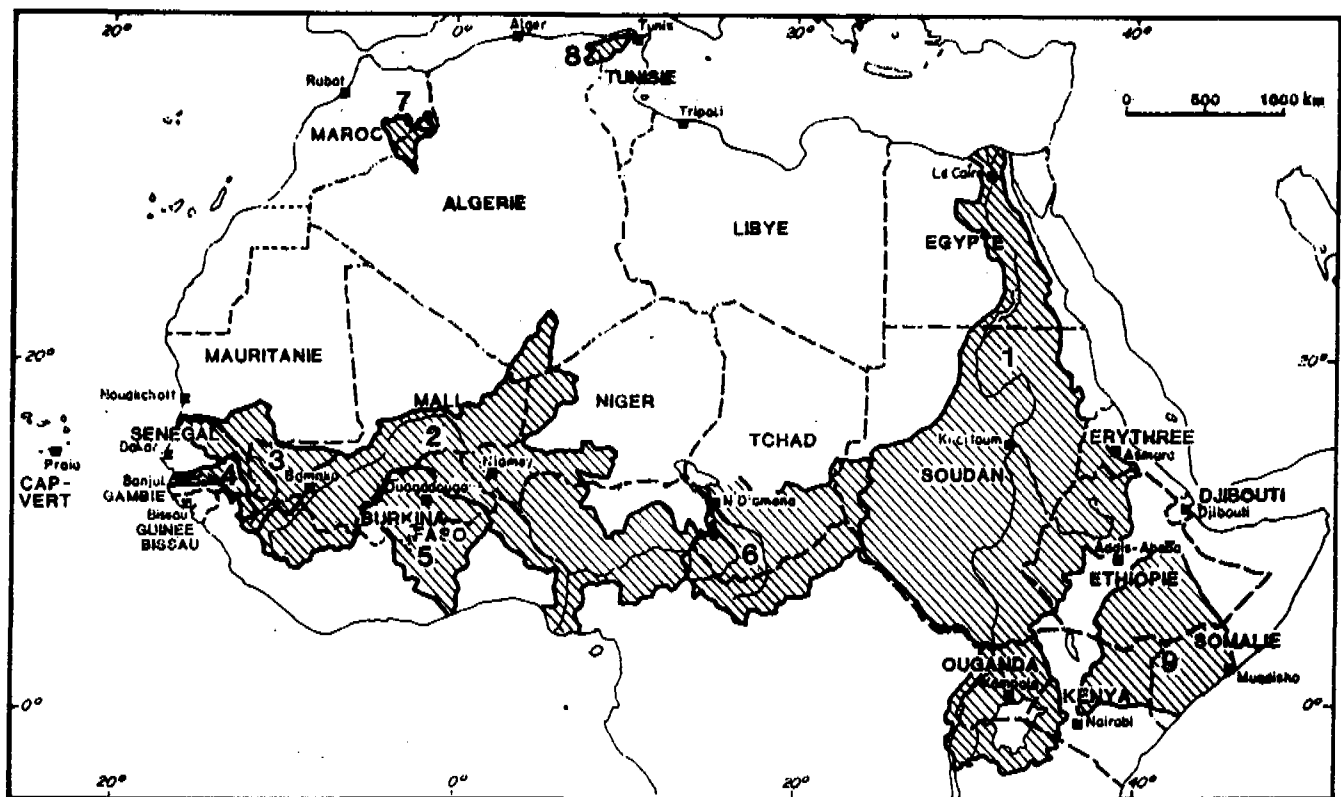 20°
0°
20°
40°
Alger
Tunis
8
TUNISIE
Rabat
7
MAROC
Tripoli
0 500 1000 km
Le Caire
ALGERIE
LIBYE
EGYPTE
1
20°
MAURITANIE
20°
Nouakchott
MALI
NIGER
2
TCHAD
SENEGAL
Dakar
3
Khartoum
ERYTHREE
Asmara
Praia
CAP-
VERT
Banjul
4
Bamako
Niamey
SOUDAN
GAMBIE
Ouagadougou
N'Djamena
DJIBOUTI
Djibouti
Bissau
GUINEE
BISSAU
BURKINA
FASO
5
6
Addis-Abeba
ETHIOPIE
SOMALIE
9
OUGANDA
Kampala
Mugdisho
KENYA
0°
Nairobi
0°
20°
0°
20°
40°